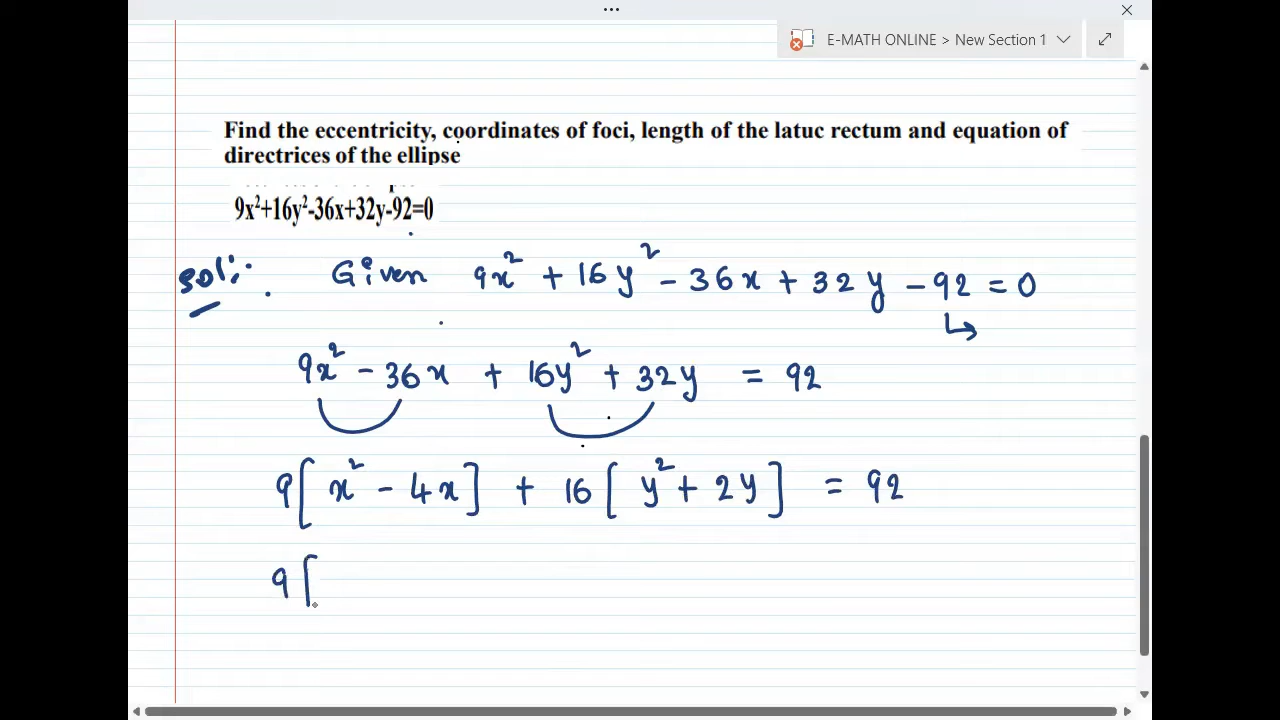 E-MATH ONLINE > New Section 1
Find the eccentricity, coordinates of foci, length of the latuc rectum and equation of
directrices of the ellipse
9x²+16y²-36x+32y-92=0
Sol:. Given 9x² + 16y² - 36x + 32y - 92 = 0
9x² - 36x + 16y² + 32y = 92
9[x² - 4x] + 16[y² + 2y] = 92
9[